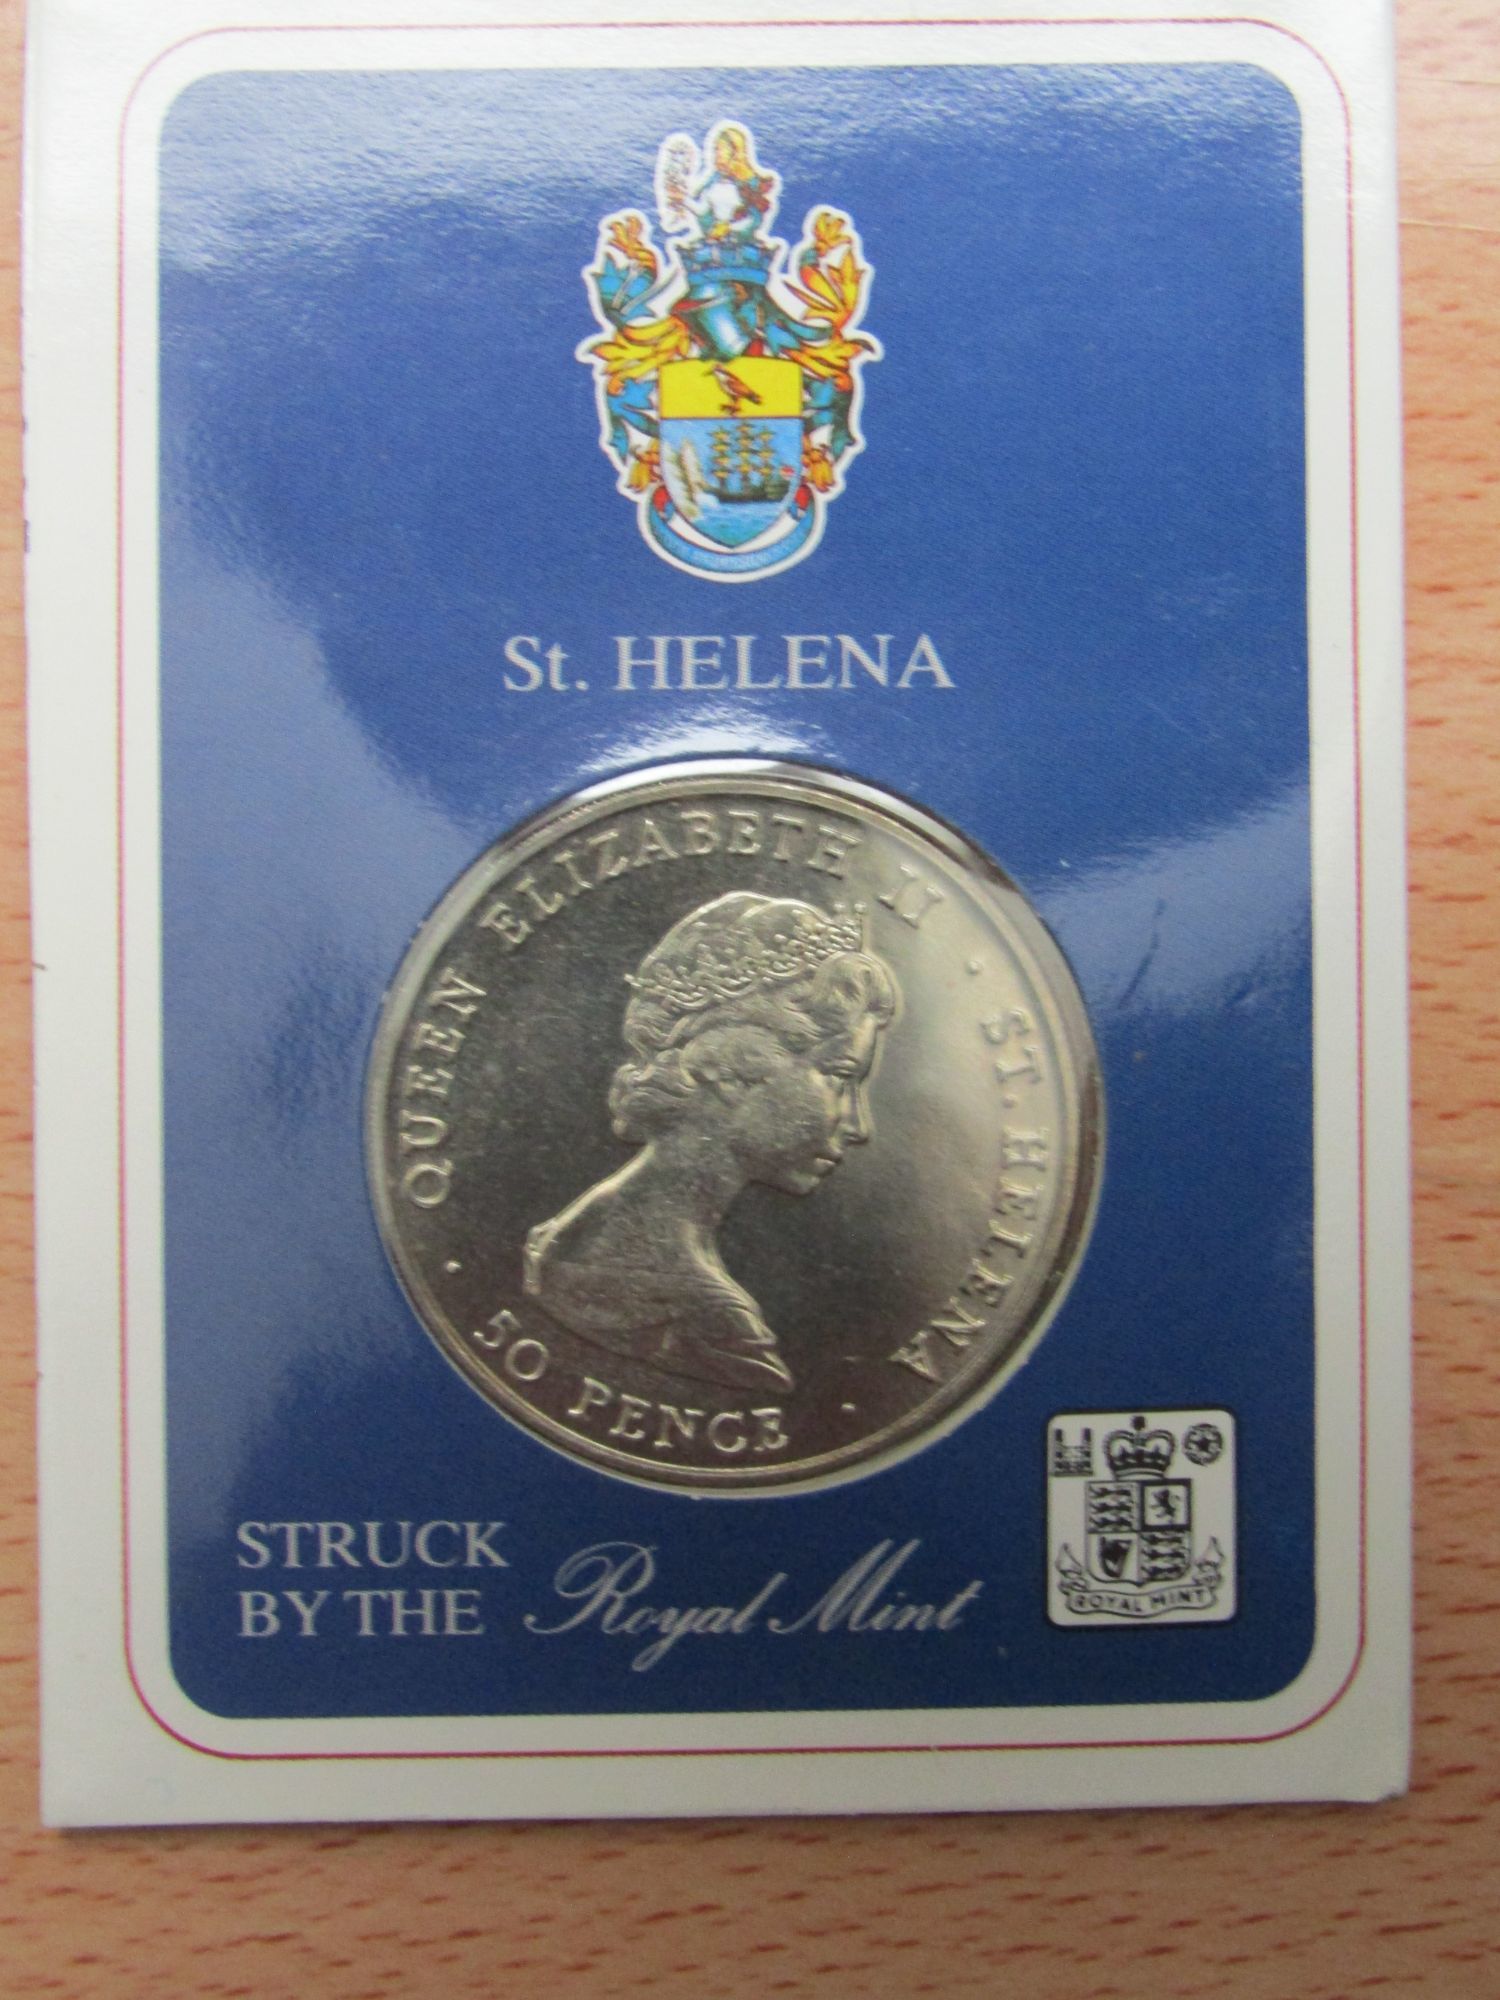 St. HELENA
QUEEN ELIZABETH II · ST. HELENA · 50 PENCE ·
STRUCK
BY THE Royal Mint
ROYAL MINT